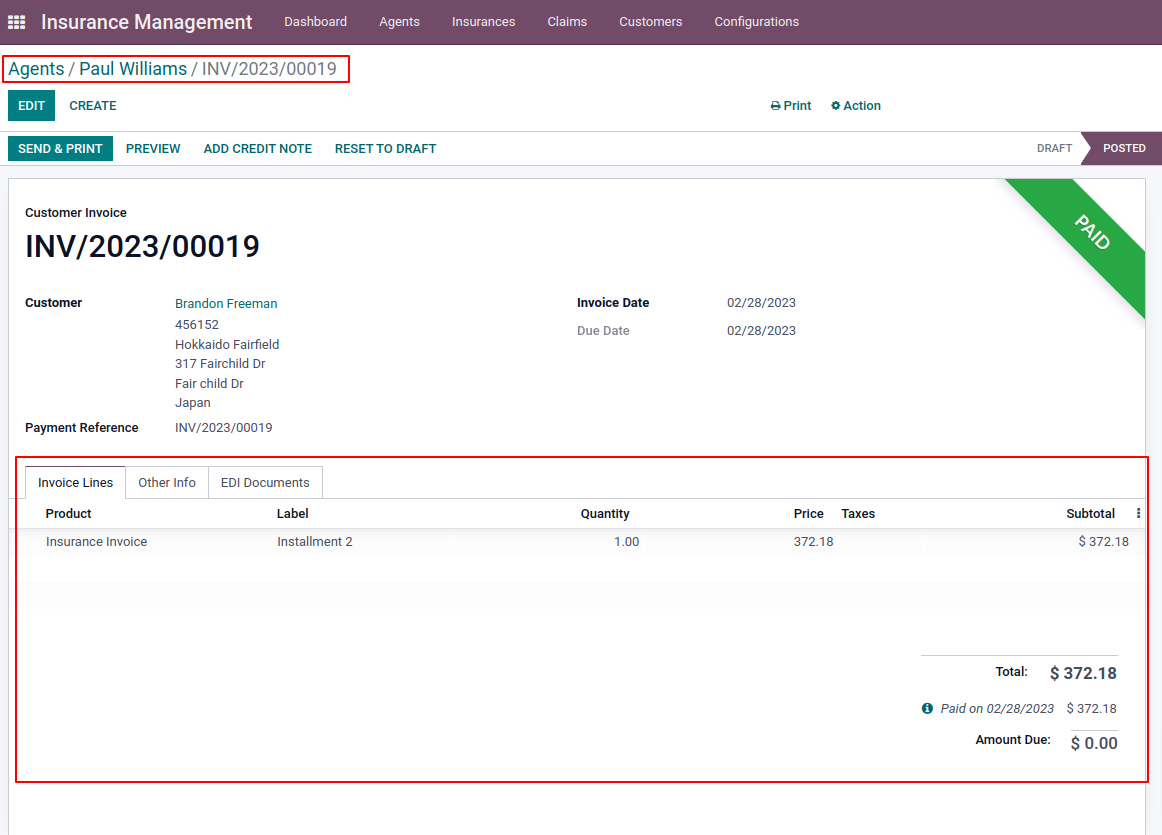 Insurance Management Dashboard Agents Insurances Claims Customers Configurations
Agents / Paul Williams / INV/2023/00019
EDIT CREATE Print Action
SEND & PRINT PREVIEW ADD CREDIT NOTE RESET TO DRAFT DRAFT POSTED
PAID
Customer Invoice
INV/2023/00019
Customer Brandon Freeman Invoice Date 02/28/2023
456152 Due Date 02/28/2023
Hokkaido Fairfield
317 Fairchild Dr
Fair child Dr
Japan
Payment Reference INV/2023/00019
Invoice Lines Other Info EDI Documents
Product Label Quantity Price Taxes Subtotal
Insurance Invoice Installment 2 1.00 372.18 $ 372.18
Total: $ 372.18
Paid on 02/28/2023 $ 372.18
Amount Due: $ 0.00